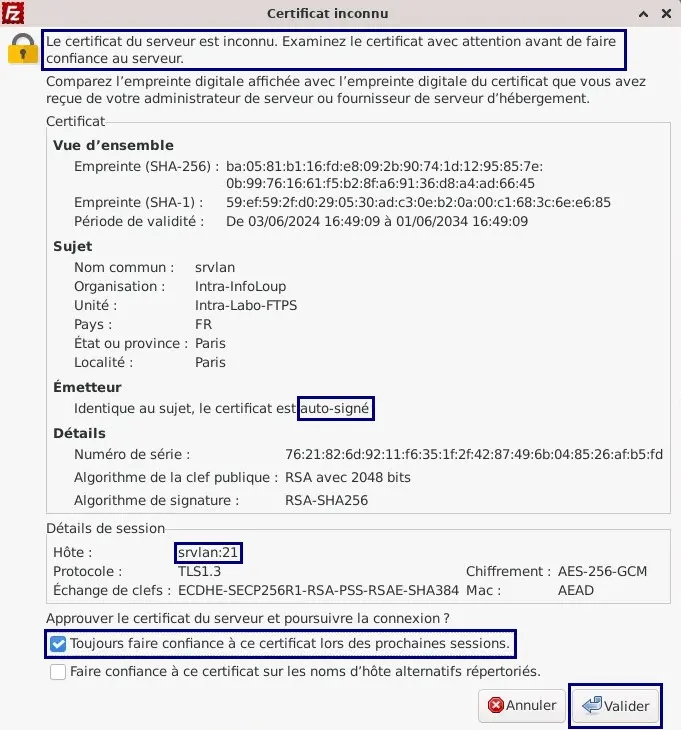 Certificat inconnu
Le certificat du serveur est inconnu. Examinez le certificat avec attention avant de faire
confiance au serveur.
Comparez l’empreinte digitale affichée avec l’empreinte digitale du certificat que vous avez
reçue de votre administrateur de serveur ou fournisseur de serveur d’hébergement.
Certificat
Vue d’ensemble
Empreinte (SHA-256) : ba:05:81:b1:16:fd:e8:09:2b:90:74:1d:12:95:85:7e:
0b:99:76:16:61:f5:b2:8f:a6:91:36:d8:a4:ad:66:45
Empreinte (SHA-1) : 59:ef:59:2f:d0:29:05:30:ad:c3:0e:b2:0a:00:c1:68:3c:6e:e6:85
Période de validité : De 03/06/2024 16:49:09 à 01/06/2034 16:49:09
Sujet
Nom commun : srvlan
Organisation : Intra-InfoLoup
Unité : Intra-Labo-FTPS
Pays : FR
État ou province : Paris
Localité : Paris
Émetteur
Identique au sujet, le certificat est auto-signé
Détails
Numéro de série : 76:21:82:6d:92:11:f6:35:1f:2f:42:87:49:6b:04:85:26:af:b5:fd
Algorithme de la clef publique : RSA avec 2048 bits
Algorithme de signature : RSA-SHA256
Détails de session
Hôte : srvlan:21
Protocole : TLS1.3 Chiffrement : AES-256-GCM
Échange de clefs : ECDHE-SECP256R1-RSA-PSS-RSAE-SHA384 Mac : AEAD
Approuver le certificat du serveur et poursuivre la connexion ?
Toujours faire confiance à ce certificat lors des prochaines sessions.
Faire confiance à ce certificat sur les noms d’hôte alternatifs répertoriés.
Annuler Valider